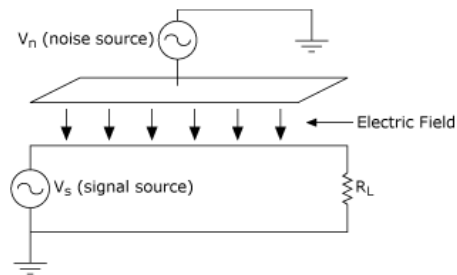 Vn (noise source)
Electric Field
Vs (signal source)
RL